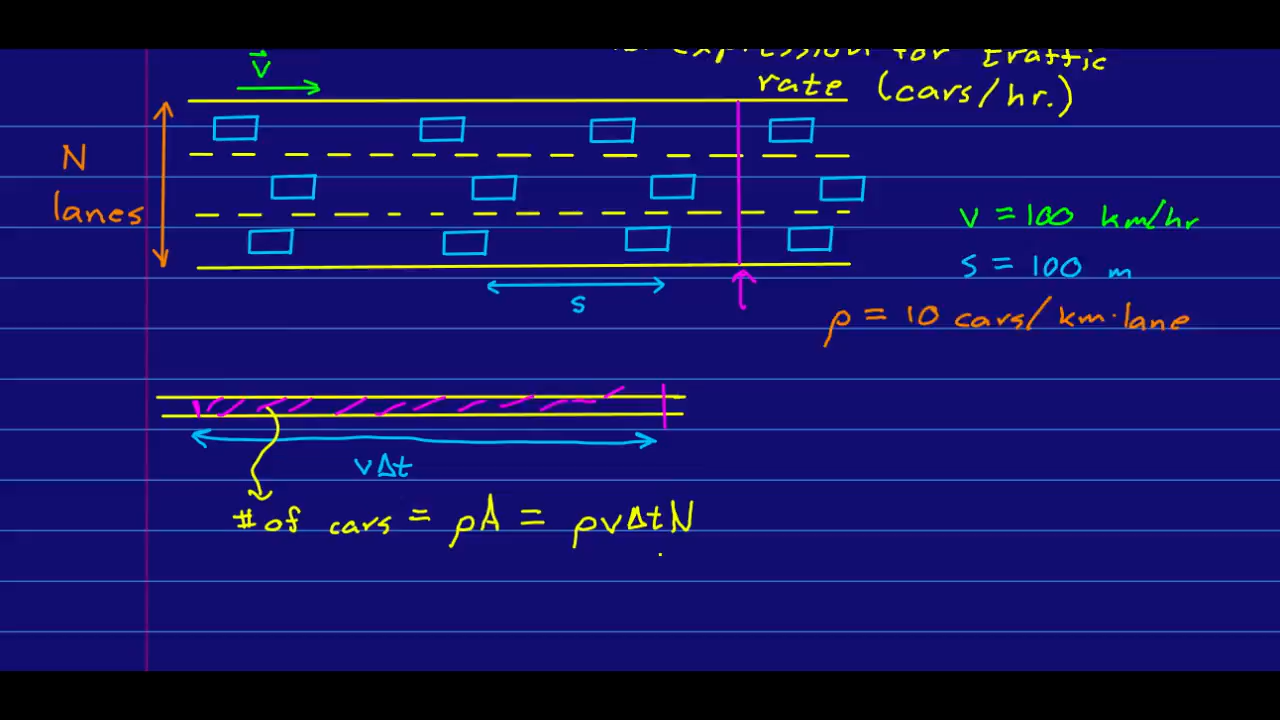 expression for traffic
rate (cars/hr.)
v
N
lanes
v = 100 km/hr
s = 100 m
s
ρ = 10 cars/km·lane
vΔt
# of cars = ρA = ρvΔtN